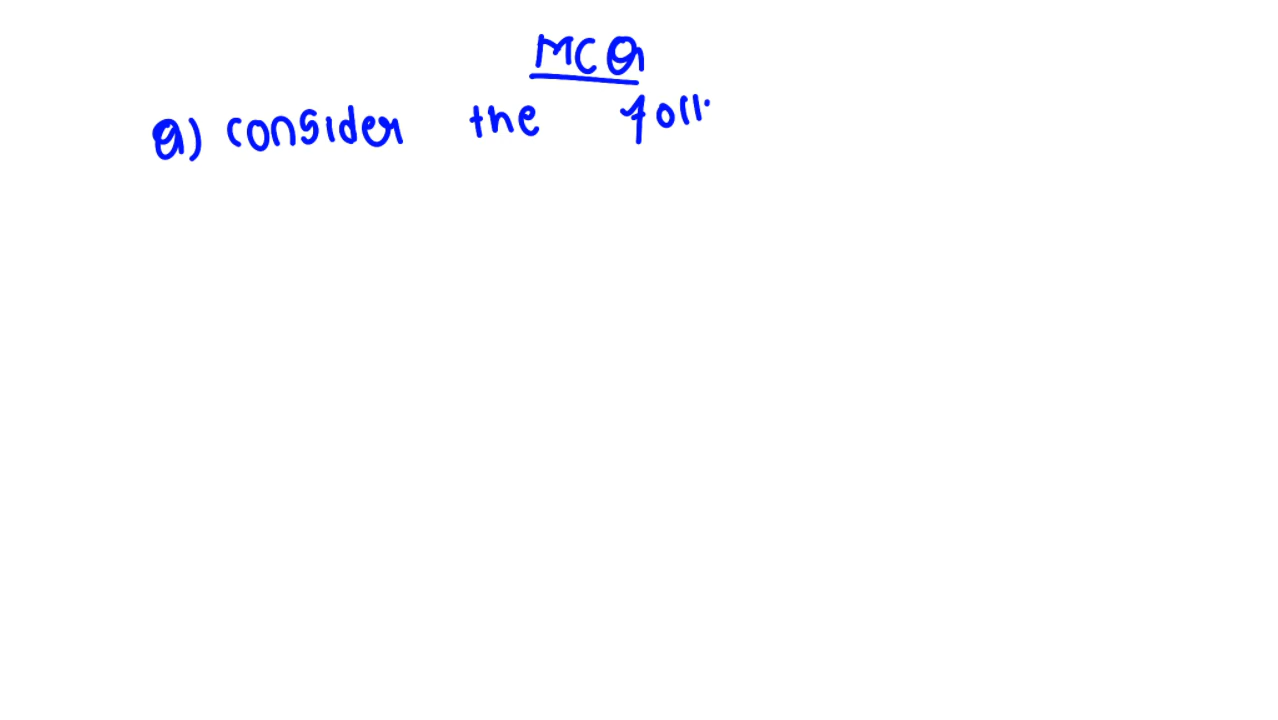 MCQ
Q) consider the foll.